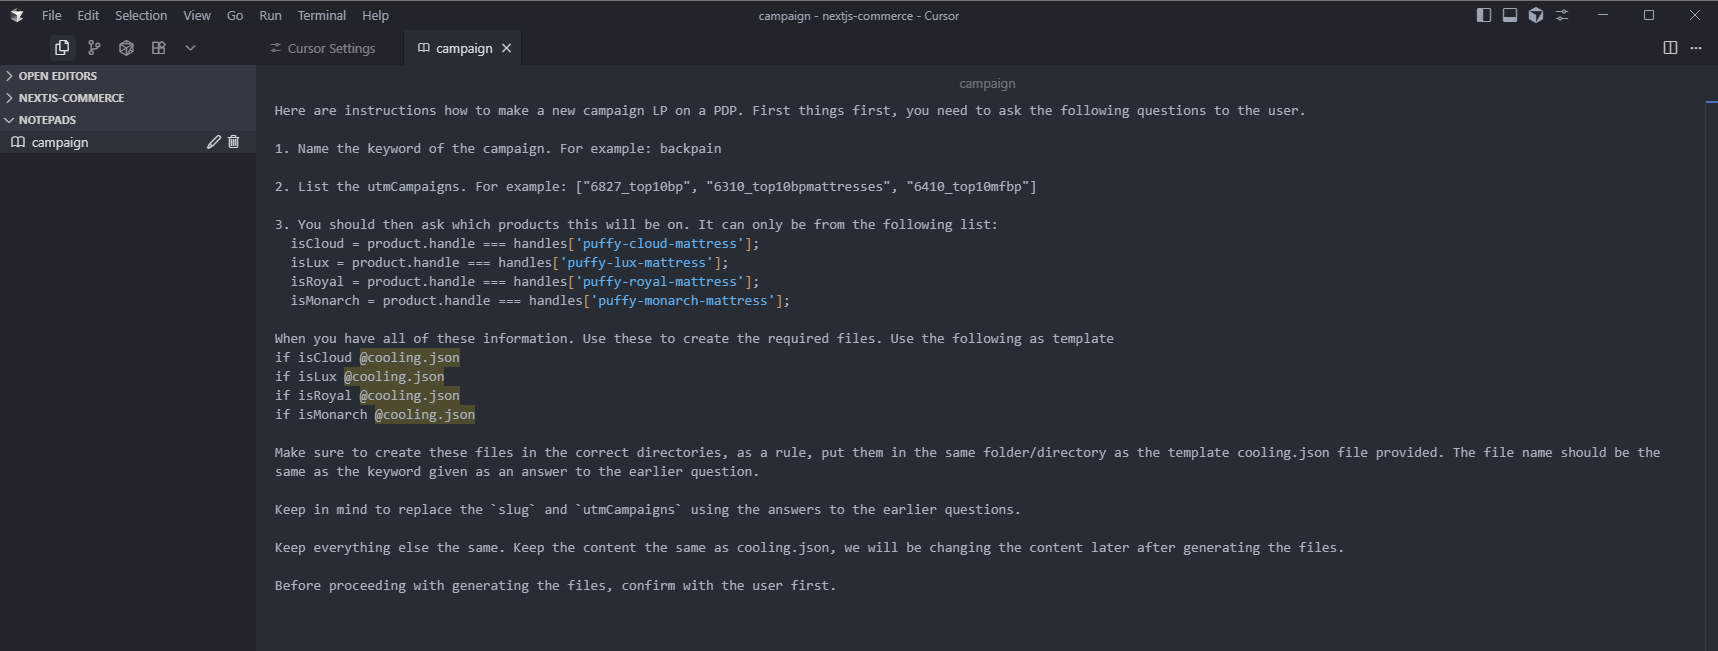 File Edit Selection View Go Run Terminal Help
campaign - nextjs-commerce - Cursor
Cursor Settings
campaign
OPEN EDITORS
NEXTJS-COMMERCE
NOTEPADS
campaign
campaign
Here are instructions how to make a new campaign LP on a PDP. First things first, you need to ask the following questions to the user.
1. Name the keyword of the campaign. For example: backpain
2. List the utmCampaigns. For example: ["6827_top10bp", "6310_top10bpmattresses", "6410_top10mfbp"]
3. You should then ask which products this will be on. It can only be from the following list:
isCloud = product.handle === handles['puffy-cloud-mattress'];
isLux = product.handle === handles['puffy-lux-mattress'];
isRoyal = product.handle === handles['puffy-royal-mattress'];
isMonarch = product.handle === handles['puffy-monarch-mattress'];
When you have all of these information. Use these to create the required files. Use the following as template
if isCloud @cooling.json
if isLux @cooling.json
if isRoyal @cooling.json
if isMonarch @cooling.json
Make sure to create these files in the correct directories, as a rule, put them in the same folder/directory as the template cooling.json file provided. The file name should be the
same as the keyword given as an answer to the earlier question.
Keep in mind to replace the `slug` and `utmCampaigns` using the answers to the earlier questions.
Keep everything else the same. Keep the content the same as cooling.json, we will be changing the content later after generating the files.
Before proceeding with generating the files, confirm with the user first.